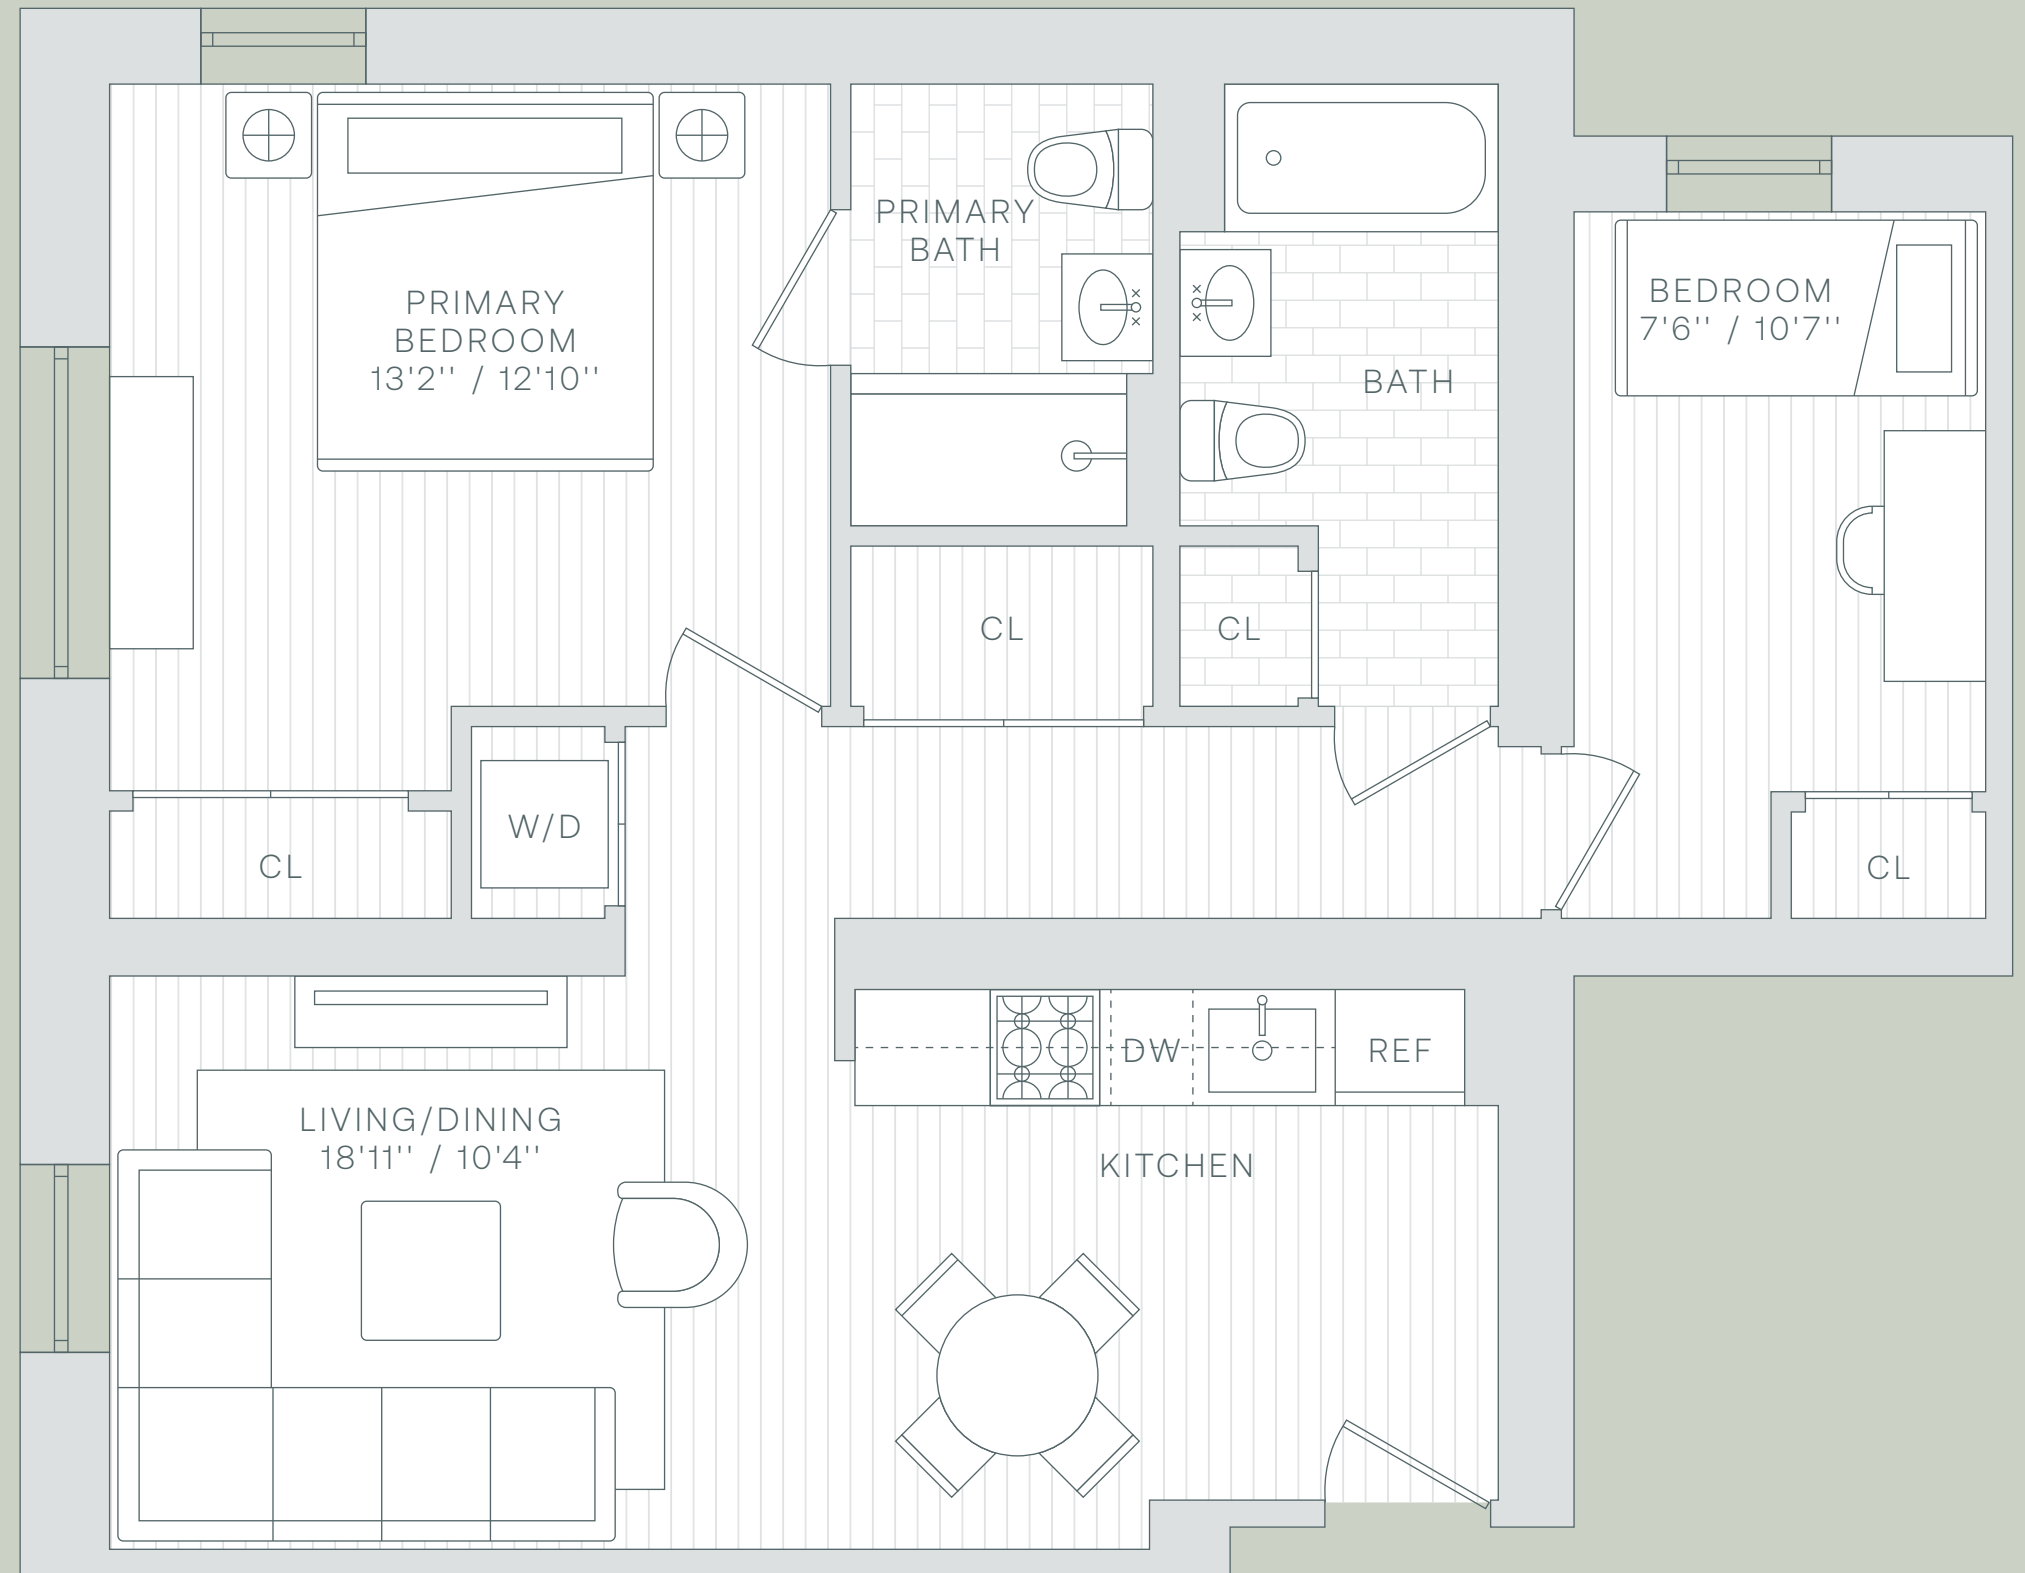 PRIMARY
BATH
PRIMARY
BEDROOM
13'2'' / 12'10''
BEDROOM
7'6'' / 10'7''
BATH
CL
CL
W/D
CL
CL
DW
REF
LIVING/DINING
18'11'' / 10'4''
KITCHEN